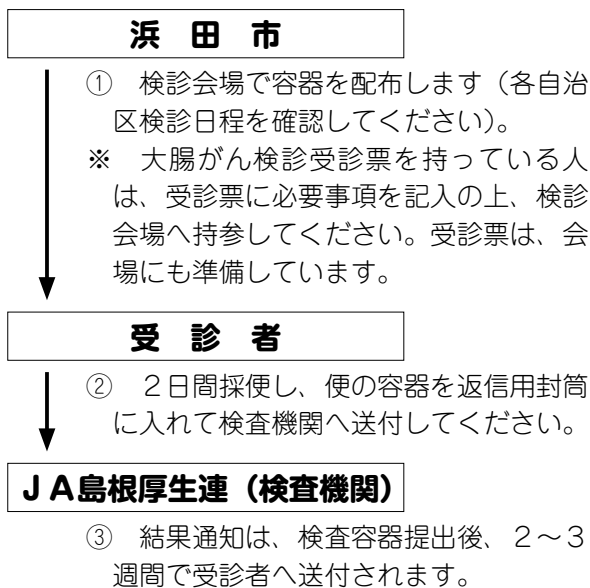 浜　田　市
①　検診会場で容器を配布します（各自治
区検診日程を確認してください）。
※　大腸がん検診受診票を持っている人
は、受診票に必要事項を記入の上、検診
会場へ持参してください。受診票は、会
場にも準備しています。
受　診　者
②　２日間採便し、便の容器を返信用封筒
に入れて検査機関へ送付してください。
ＪＡ島根厚生連（検査機関）
③　結果通知は、検査容器提出後、２～３
週間で受診者へ送付されます。